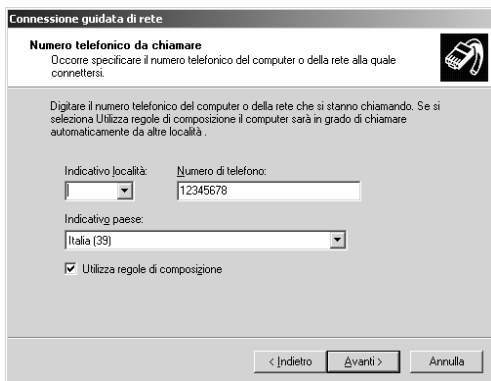 Connessione guidata di rete
Numero telefonico da chiamare
Occorre specificare il numero telefonico del computer o della rete alla quale
connettersi.
Digitare il numero telefonico del computer o della rete che si stanno chiamando. Se si
seleziona Utilizza regole di composizione il computer sarà in grado di chiamare
automaticamente da altre località .
Indicativo località: Numero di telefono:
12345678
Indicativo paese:
Italia (39)
Utilizza regole di composizione
< Indietro Avanti > Annulla